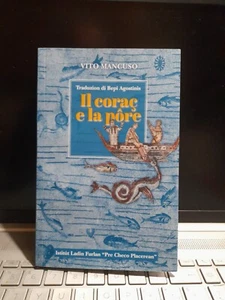 VITO MANCUSO
Traduzion di Bepi Agostinis
Il coraç
e la pôre
Istitût Ladin Furlan "Pre Checo Placerean"